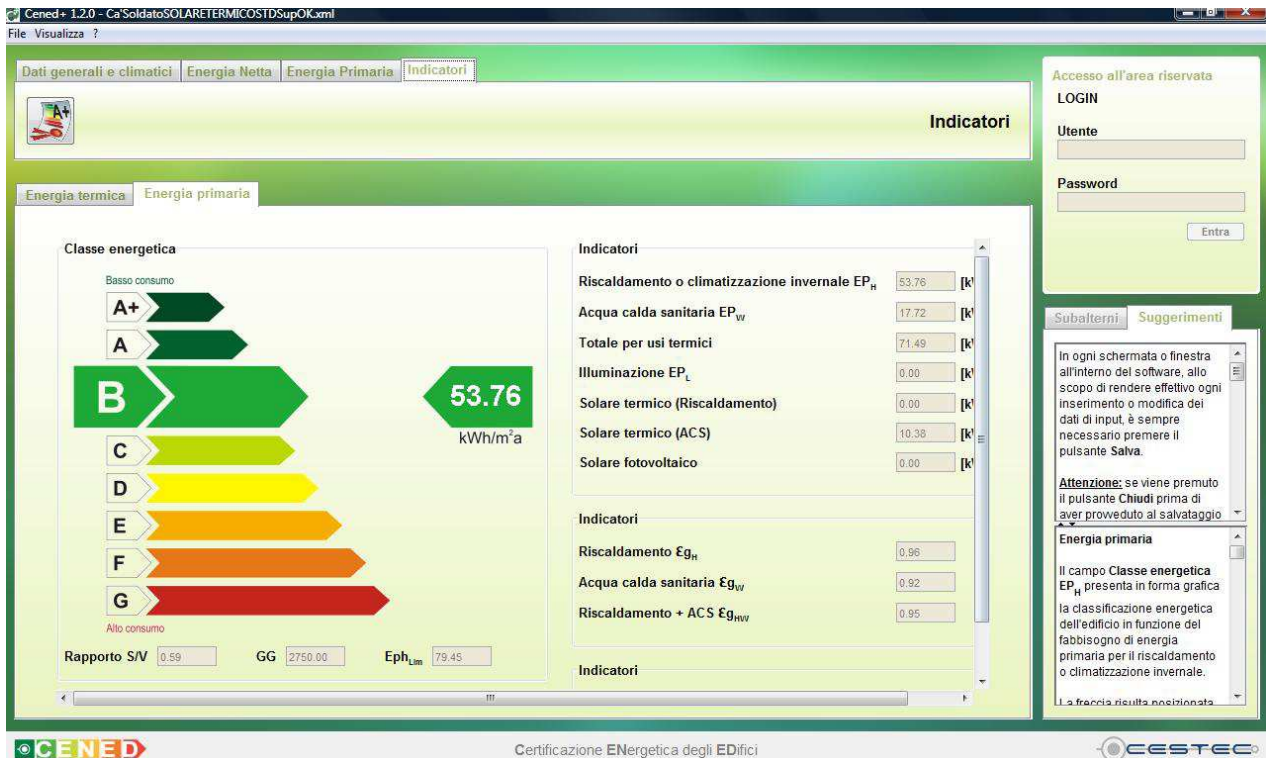 Cened+ 1.2.0 - Ca'SoldatoSOLARETERMICOSTDSupOK.xml
File Visualizza ?
Dati generali e climatici Energia Netta Energia Primaria Indicatori
A+
Indicatori
Energia termica Energia primaria
Classe energetica
Basso consumo
A+
A
B
53.76
kWh/m²a
C
D
E
F
G
Alto consumo
Rapporto S/V 0.59 GG 2750.00 Eph Lim 79.45
Indicatori
Riscaldamento o climatizzazione invernale EP H 53.76 [k
Acqua calda sanitaria EP W 17.72 [k
Totale per usi termici 71.49 [k
Illuminazione EP L 0.00 [k
Solare termico (Riscaldamento) 0.00 [k
Solare termico (ACS) 10.38 [k
Solare fotovoltaico 0.00 [k
Indicatori
Riscaldamento Ɛg H 0.96
Acqua calda sanitaria Ɛg W 0.92
Riscaldamento + ACS Ɛg HW 0.95
Indicatori
Accesso all'area riservata
LOGIN
Utente
Password
Entra
Subalterni Suggerimenti
In ogni schermata o finestra
all'interno del software, allo
scopo di rendere effettivo ogni
inserimento o modifica dei
dati di input, è sempre
necessario premere il
pulsante Salva.
Attenzione: se viene premuto
il pulsante Chiudi prima di
aver provveduto al salvataggio
Energia primaria
Il campo Classe energetica
EP H presenta in forma grafica
la classificazione energetica
dell'edificio in funzione del
fabbisogno di energia
primaria per il riscaldamento
o climatizzazione invernale.
La freccia risulta posizionata
CENED
Certificazione ENergetica degli EDifici
CESTEC